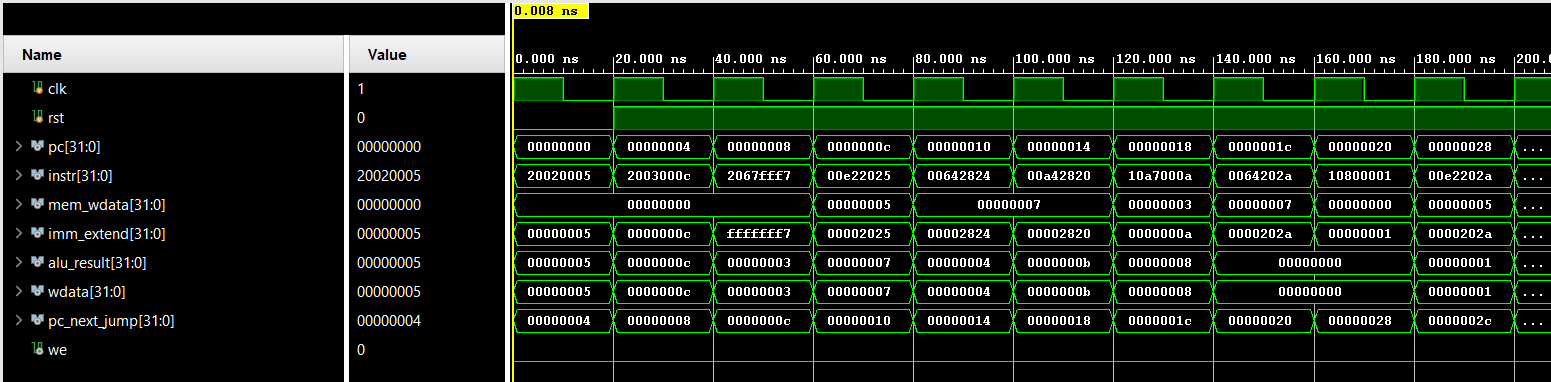 0.008 ns
Name Value
0.000 ns 20.000 ns 40.000 ns 60.000 ns 80.000 ns 100.000 ns 120.000 ns 140.000 ns 160.000 ns 180.000 ns 200.0
clk 1
rst 0
pc[31:0] 00000000 00000000 00000004 00000008 0000000c 00000010 00000014 00000018 0000001c 00000020 00000028 ...
instr[31:0] 20020005 20020005 2003000c 2067fff7 00e22025 00642824 00a42820 10a7000a 0064202a 10800001 00e2202a ...
mem_wdata[31:0] 00000000 00000000 00000005 00000007 00000003 00000007 00000000 00000005 ...
imm_extend[31:0] 00000005 00000005 0000000c fffffff7 00002025 00002824 00002820 0000000a 0000202a 00000001 0000202a ...
alu_result[31:0] 00000005 00000005 0000000c 00000003 00000007 00000004 0000000b 00000008 00000000 00000001 ...
wdata[31:0] 00000005 00000005 0000000c 00000003 00000007 00000004 0000000b 00000008 00000000 00000001 ...
pc_next_jump[31:0] 00000004 00000004 00000008 0000000c 00000010 00000014 00000018 0000001c 00000020 00000028 0000002c ...
we 0